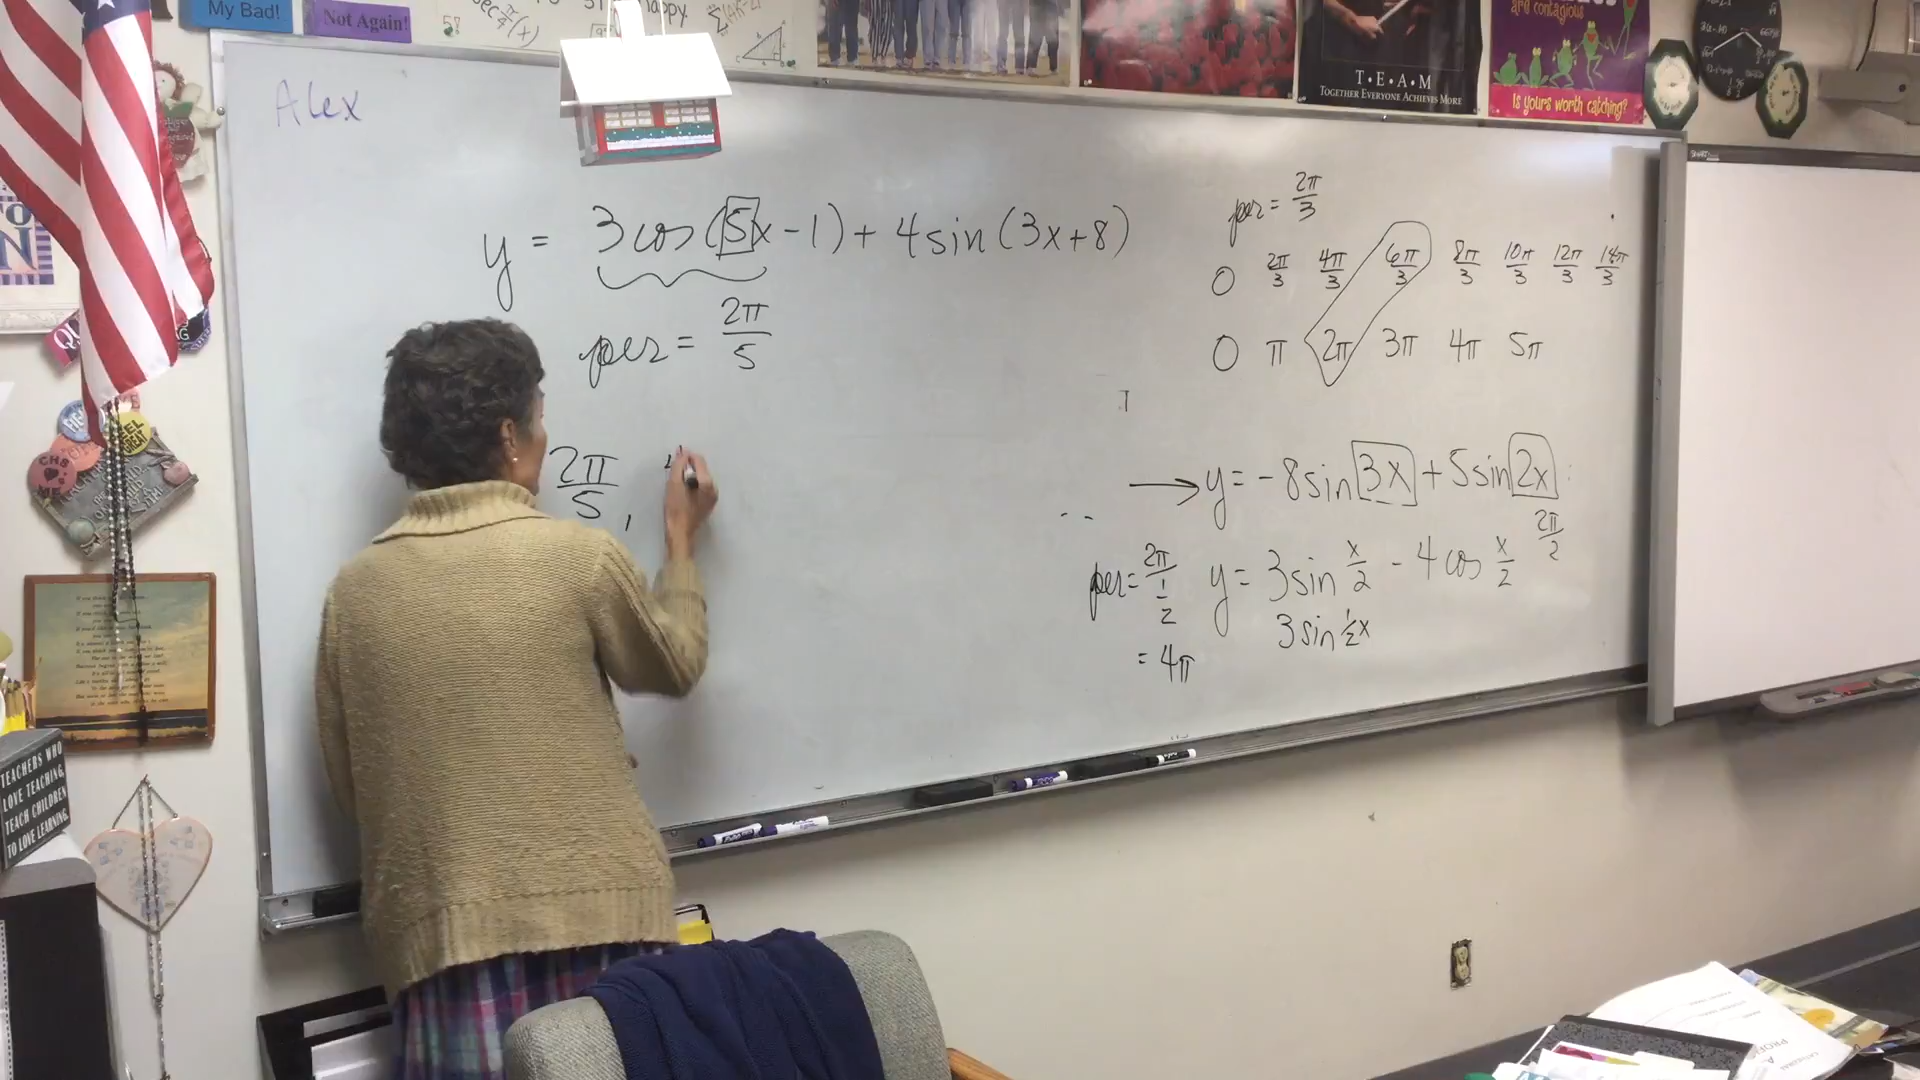 My Bad!
Not Again!
T•E•A•M
TOGETHER EVERYONE ACHIEVES MORE
are contagious
Is yours worth catching?
Alex
y = 3cos(5x-1) + 4sin(3x+8)
per = 2π/5
2π/5 ,
per = 2π/3
0 2π/3 4π/3 6π/3 8π/3 10π/3 12π/3 14π/3
0 π 2π 3π 4π 5π
→ y = -8sin 3x + 5sin 2x
2π/2
per = 2π/(1/2) y = 3sin x/2 - 4cos x/2
3sin ½x
= 4π
FEEL
GREAT
CHS
ME
TEACHERS WHO
LOVE TEACHING,
TEACH CHILDREN
TO LOVE LEARNING.